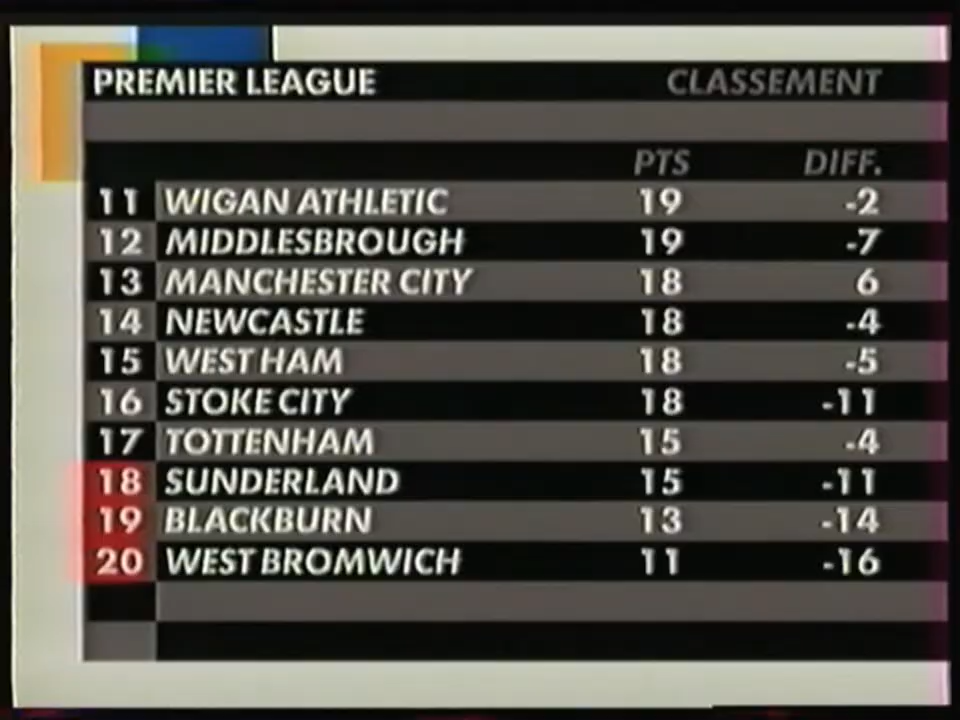 PREMIER LEAGUE CLASSEMENT
PTS DIFF.
11 WIGAN ATHLETIC 19 -2
12 MIDDLESBROUGH 19 -7
13 MANCHESTER CITY 18 6
14 NEWCASTLE 18 -4
15 WEST HAM 18 -5
16 STOKE CITY 18 -11
17 TOTTENHAM 15 -4
18 SUNDERLAND 15 -11
19 BLACKBURN 13 -14
20 WEST BROMWICH 11 -16